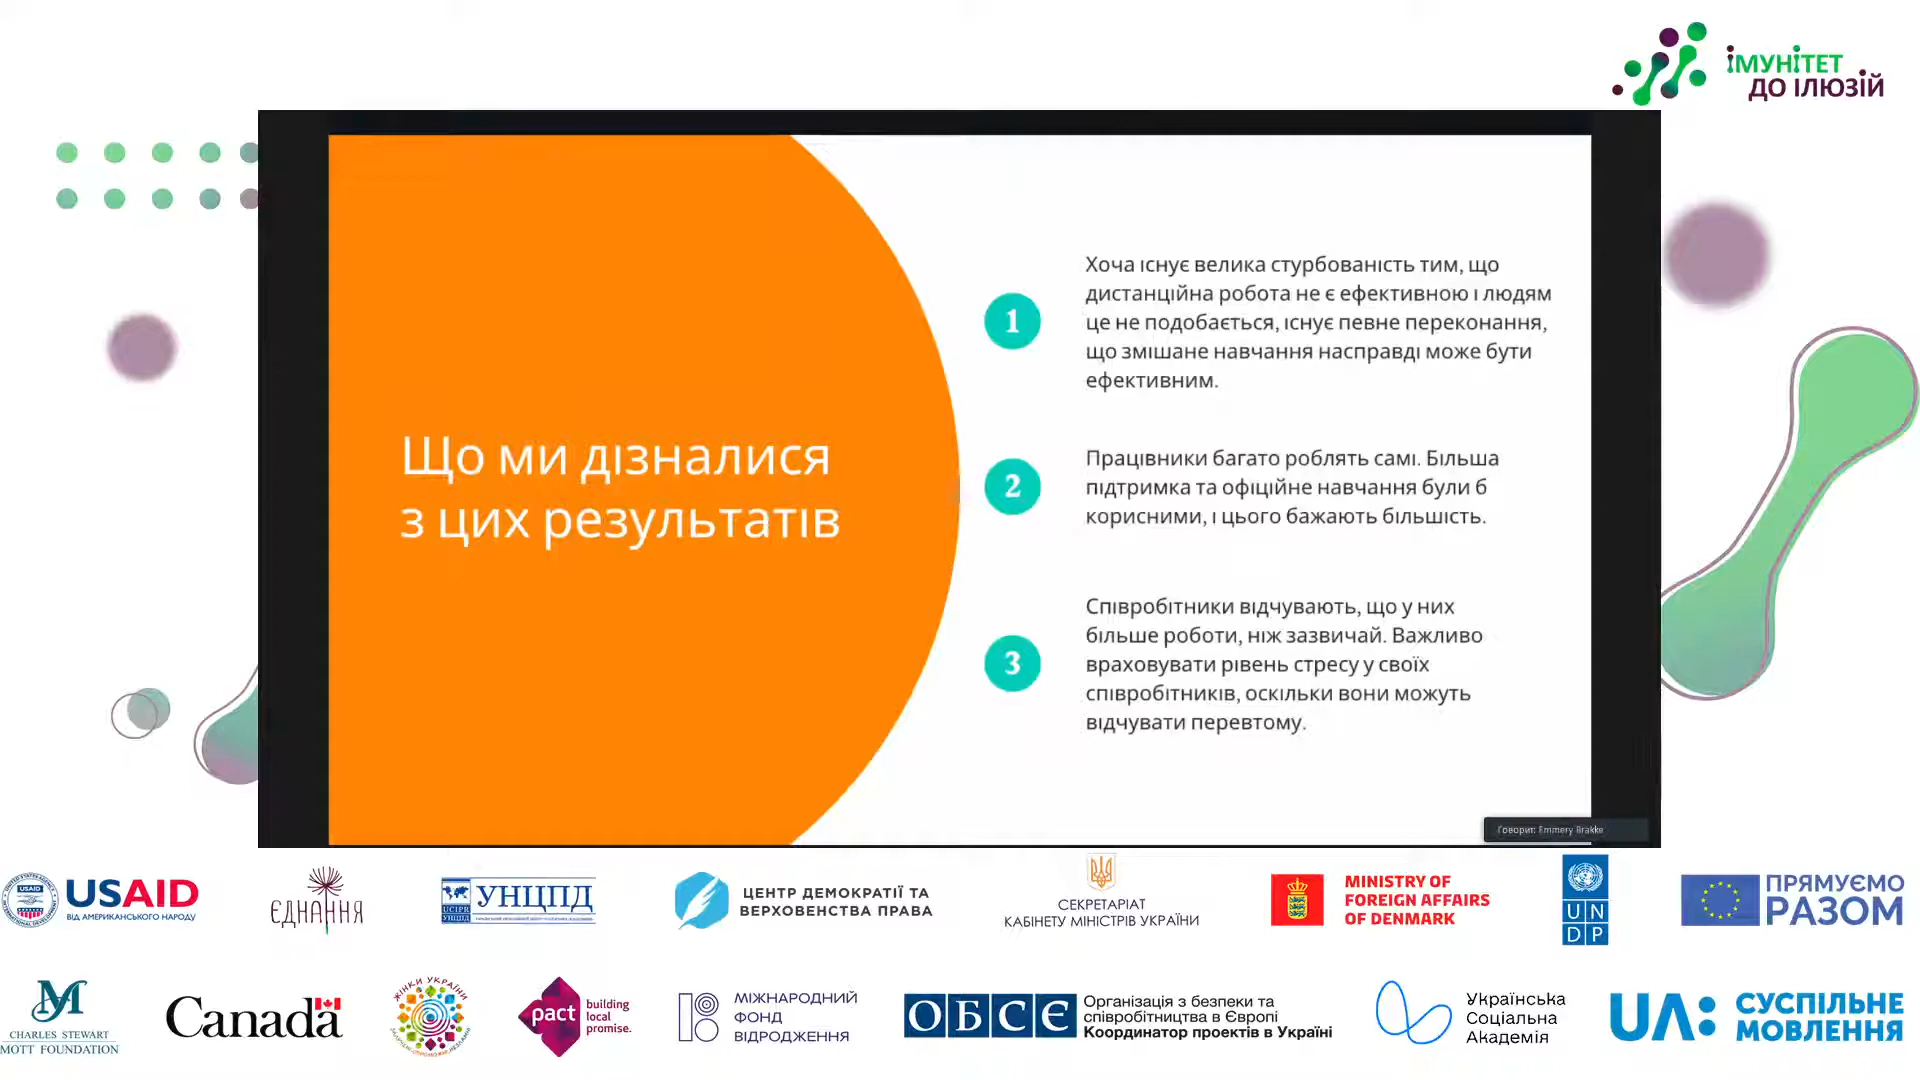 імунітет
до ілюзій
Що ми дізналися
з цих результатів
1
Хоча існує велика стурбованість тим, що
дистанційна робота не є ефективною і людям
це не подобається, існує певне переконання,
що змішане навчання насправді може бути
ефективним.
2
Працівники багато роблять самі. Більша
підтримка та офіційне навчання були б
корисними, і цього бажають більшість.
3
Співробітники відчувають, що у них
більше роботи, ніж зазвичай. Важливо
враховувати рівень стресу у своїх
співробітників, оскільки вони можуть
відчувати перевтому.
Говорит: Emmery Brakke
USAID
USAID
ВІД АМЕРИКАНСЬКОГО НАРОДУ
ЄДНАННЯ
UCIPR
УНЦПД
УНЦПД
ЦЕНТР ДЕМОКРАТІЇ ТА
ВЕРХОВЕНСТВА ПРАВА
СЕКРЕТАРІАТ
КАБІНЕТУ МІНІСТРІВ УКРАЇНИ
MINISTRY OF
FOREIGN AFFAIRS
OF DENMARK
UN
DP
ПРЯМУЄМО
РАЗОМ
M
CHARLES STEWART
MOTT FOUNDATION
Canada
ЖІНКИ УКРАЇНИ
pact
building
local
promise.
МІЖНАРОДНИЙ
ФОНД
ВІДРОДЖЕННЯ
ОБСЄ
Організація з безпеки та
співробітництва в Європі
Координатор проектів в Україні
Українська
Соціальна
Академія
UA:
СУСПІЛЬНЕ
МОВЛЕННЯ